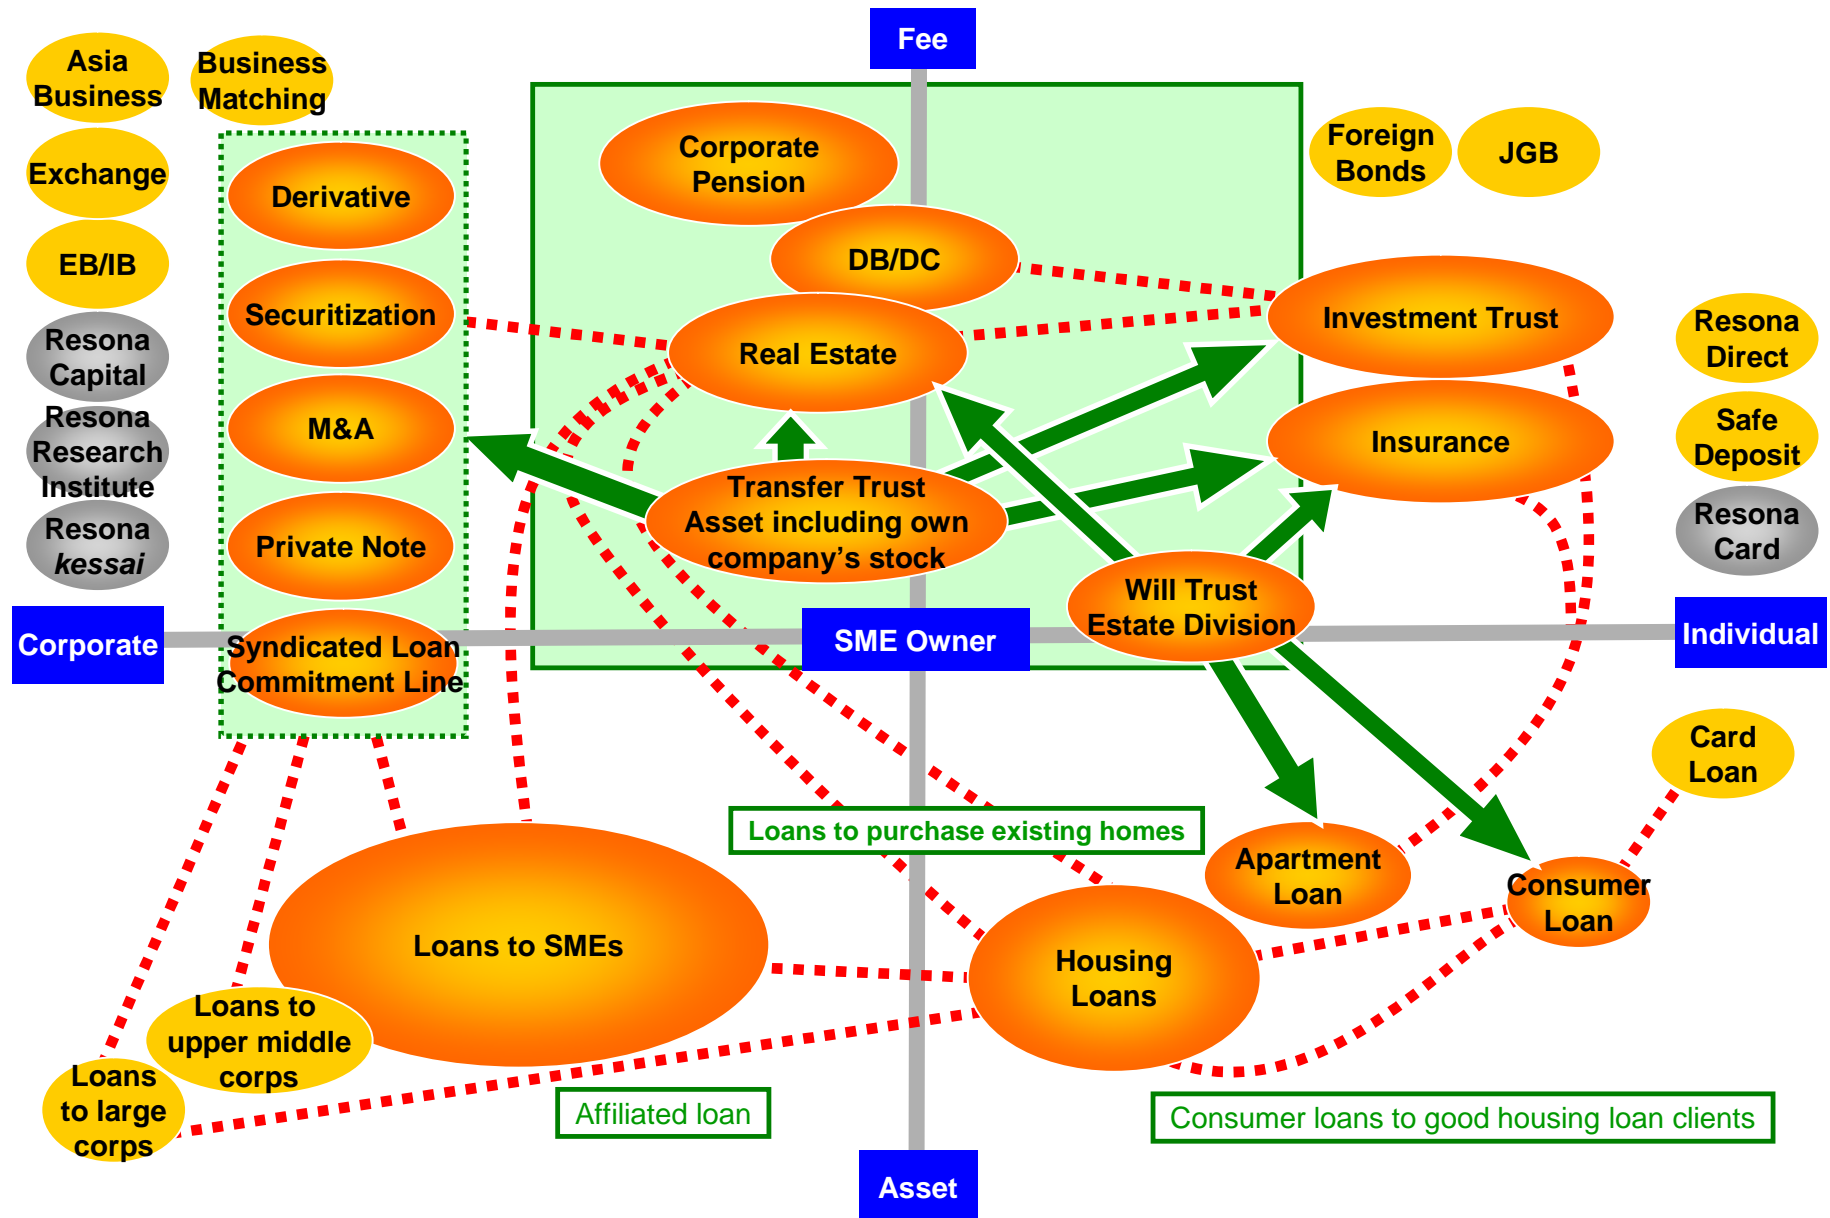 Fee
Asia
Business
Business
Matching
Exchange
EB/IB
Resona
Capital
Resona
Research
Institute
Resona
kessai
Derivative
Securitization
M&A
Private Note
Syndicated Loan
Commitment Line
Corporate
Pension
DB/DC
Real Estate
Transfer Trust
Asset including own
company's stock
Will Trust
Estate Division
Foreign
Bonds
JGB
Investment Trust
Insurance
Resona
Direct
Safe
Deposit
Resona
Card
Corporate
SME Owner
Individual
Card
Loan
Loans to purchase existing homes
Apartment
Loan
Consumer
Loan
Loans to SMEs
Housing
Loans
Loans to
upper middle
corps
Loans
to large
corps
Affiliated loan
Consumer loans to good housing loan clients
Asset